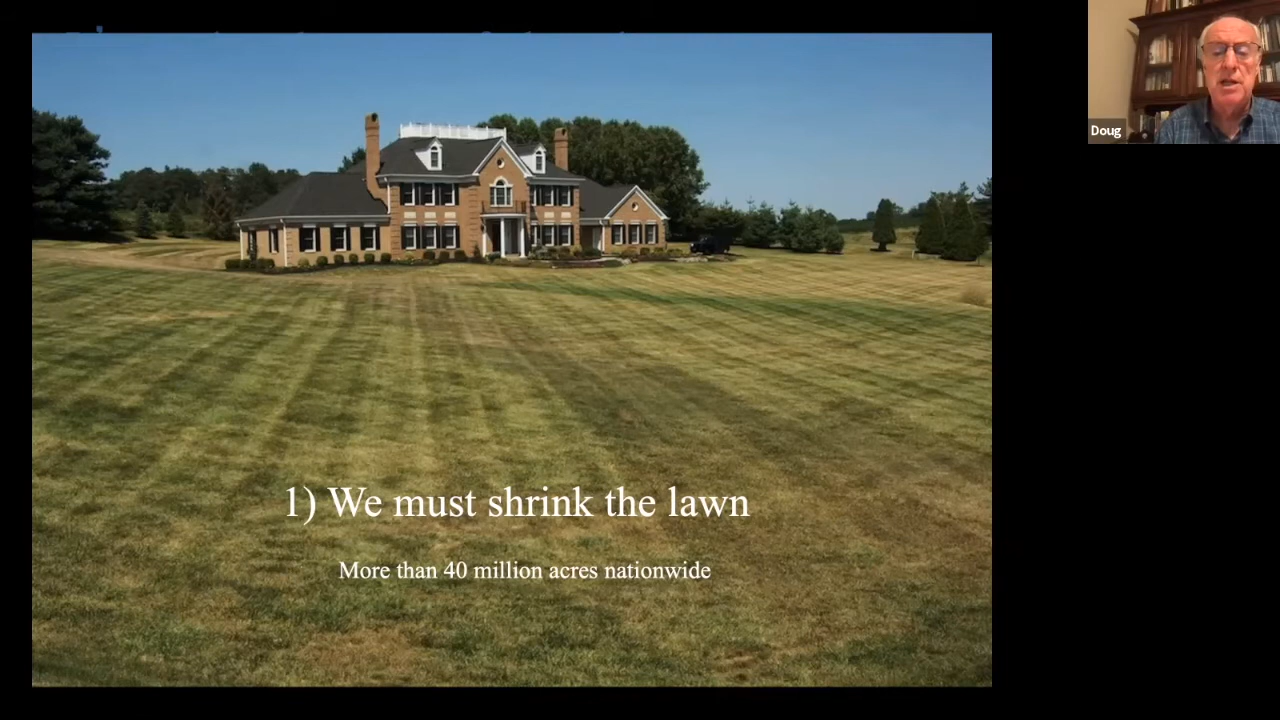 Doug
1) We must shrink the lawn
More than 40 million acres nationwide